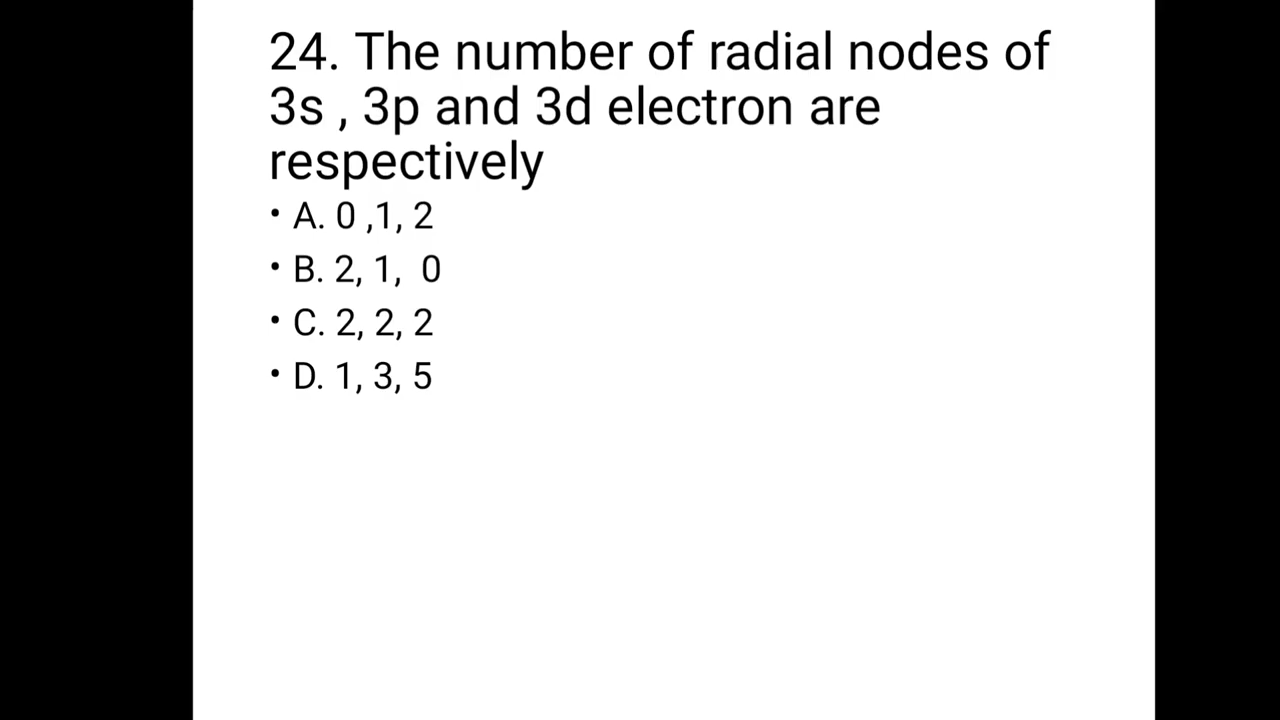 24. The number of radial nodes of
3s , 3p and 3d electron are
respectively
• A. 0 ,1, 2
• B. 2, 1,  0
• C. 2, 2, 2
• D. 1, 3, 5